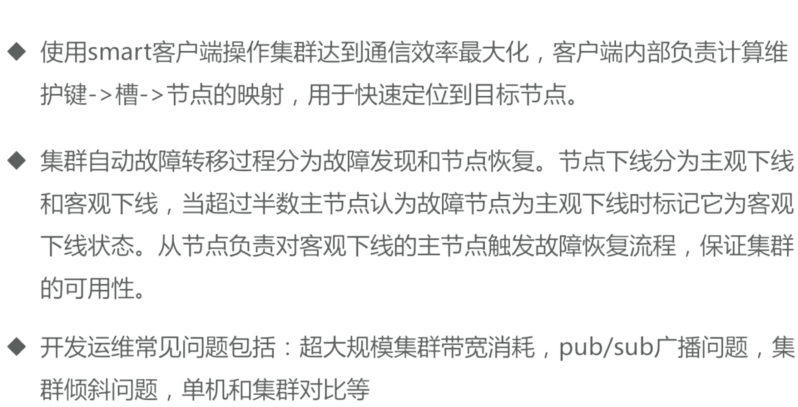 ◆ 使用smart客户端操作集群达到通信效率最大化，客户端内部负责计算维
护键->槽->节点的映射，用于快速定位到目标节点。
◆ 集群自动故障转移过程分为故障发现和节点恢复。节点下线分为主观下线
和客观下线，当超过半数主节点认为故障节点为主观下线时标记它为客观
下线状态。从节点负责对客观下线的主节点触发故障恢复流程，保证集群
的可用性。
◆ 开发运维常见问题包括：超大规模集群带宽消耗，pub/sub广播问题，集
群倾斜问题，单机和集群对比等